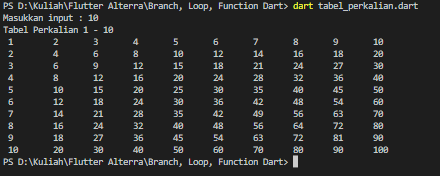 PS D:\Kuliah\Flutter Alterra\Branch, Loop, Function Dart> dart tabel_perkalian.dart
Masukkan input : 10
Tabel Perkalian 1 - 10
1 2 3 4 5 6 7 8 9 10
2 4 6 8 10 12 14 16 18 20
3 6 9 12 15 18 21 24 27 30
4 8 12 16 20 24 28 32 36 40
5 10 15 20 25 30 35 40 45 50
6 12 18 24 30 36 42 48 54 60
7 14 21 28 35 42 49 56 63 70
8 16 24 32 40 48 56 64 72 80
9 18 27 36 45 54 63 72 81 90
10 20 30 40 50 60 70 80 90 100
PS D:\Kuliah\Flutter Alterra\Branch, Loop, Function Dart>